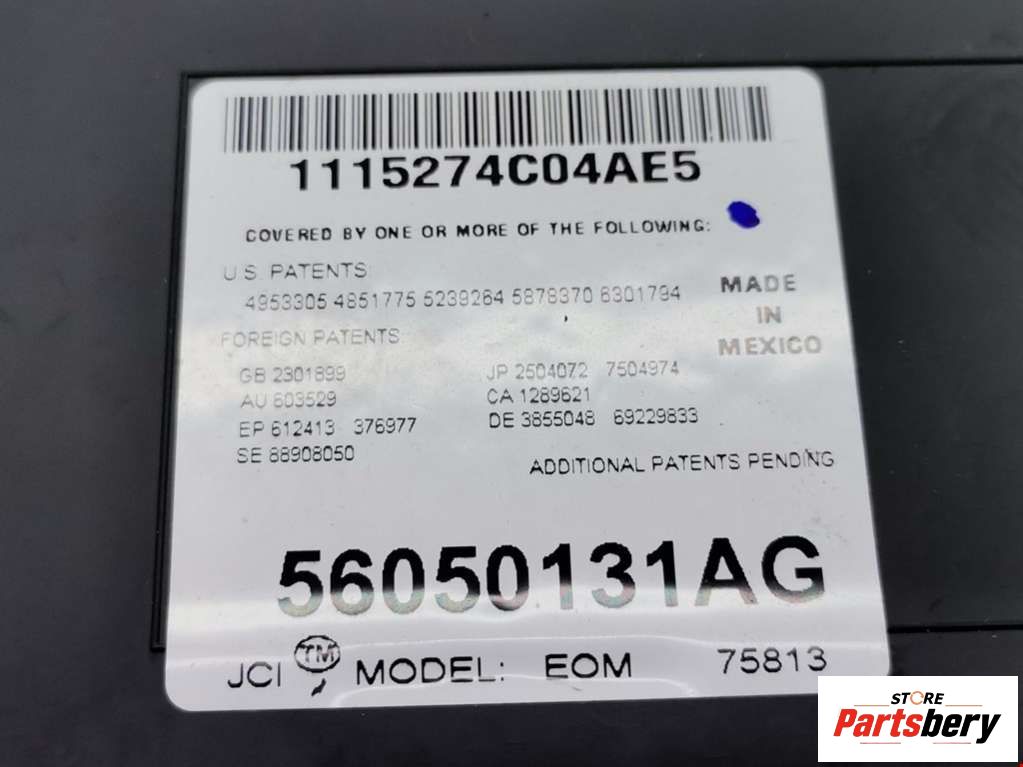 1115274C04AE5
COVERED BY ONE OR MORE OF THE FOLLOWING:
U.S. PATENTS:
4953305 4851775 5239264 5878370 6301794
FOREIGN PATENTS:
GB 2301899 JP 2504072 7504974
AU 603529 CA 1289621
EP 612413 376977 DE 3855048 69229833
SE 88908050
MADE
IN
MEXICO
ADDITIONAL PATENTS PENDING
56050131AG
JCI TM MODEL: EOM 75813
STORE
Partsbery